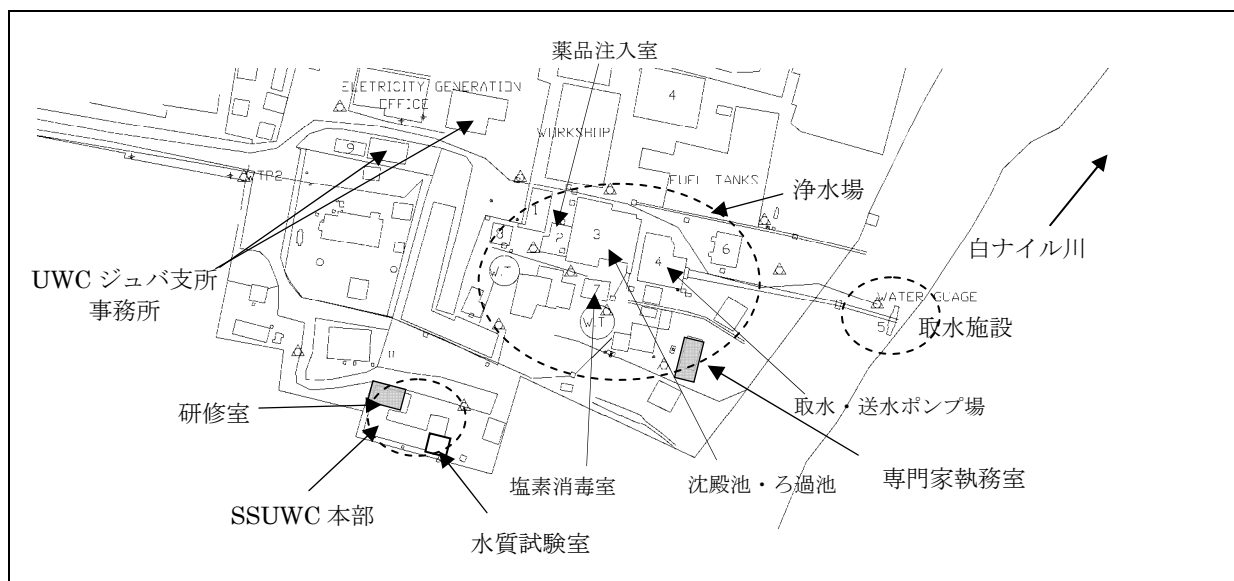 薬品注入室
ELETRICITY GENERATION
OFFICE
4
WORKSHOP
9
WTP2
FUEL TANKS
浄水場
1
3
2
3
4
6
白ナイル川
UWC ジュバ支所
事務所
W.T
7
WATER GUAGE
5
取水施設
W.T
11
研修室
取水・送水ポンプ場
塩素消毒室
沈殿池・ろ過池
専門家執務室
SSUWC 本部
水質試験室